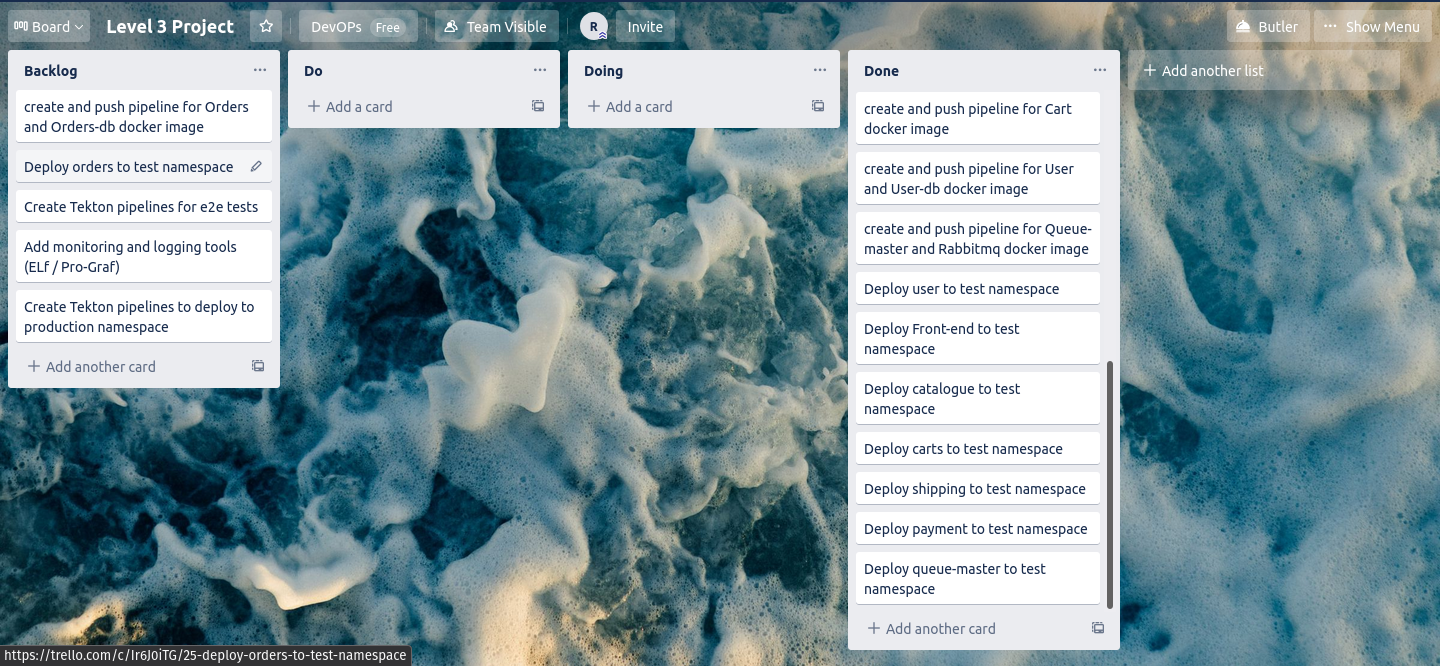 Board
Level 3 Project
DevOPs Free
Team Visible
R
Invite
Butler
Show Menu
Backlog
create and push pipeline for Orders
and Orders-db docker image
Deploy orders to test namespace
Create Tekton pipelines for e2e tests
Add monitoring and logging tools
(ELf / Pro-Graf)
Create Tekton pipelines to deploy to
production namespace
Add another card
Do
Add a card
Doing
Add a card
Done
create and push pipeline for Cart
docker image
create and push pipeline for User
and User-db docker image
create and push pipeline for Queue-
master and Rabbitmq docker image
Deploy user to test namespace
Deploy Front-end to test
namespace
Deploy catalogue to test
namespace
Deploy carts to test namespace
Deploy shipping to test namespace
Deploy payment to test namespace
Deploy queue-master to test
namespace
Add another card
Add another list
https://trello.com/c/Ir6J0iTG/25-deploy-orders-to-test-namespace